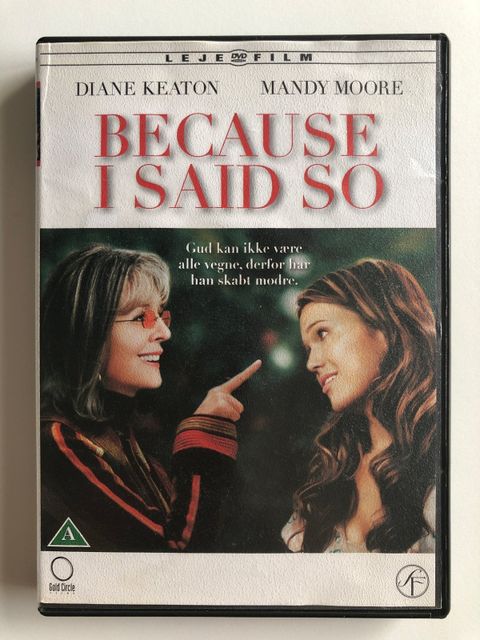 LEJE DVD FILM
DIANE KEATON MANDY MOORE
BECAUSE
I SAID SO
Gud kan ikke være
alle vegne, derfor har
han skabt mødre.
A
Gold Circle
FILMS
SF